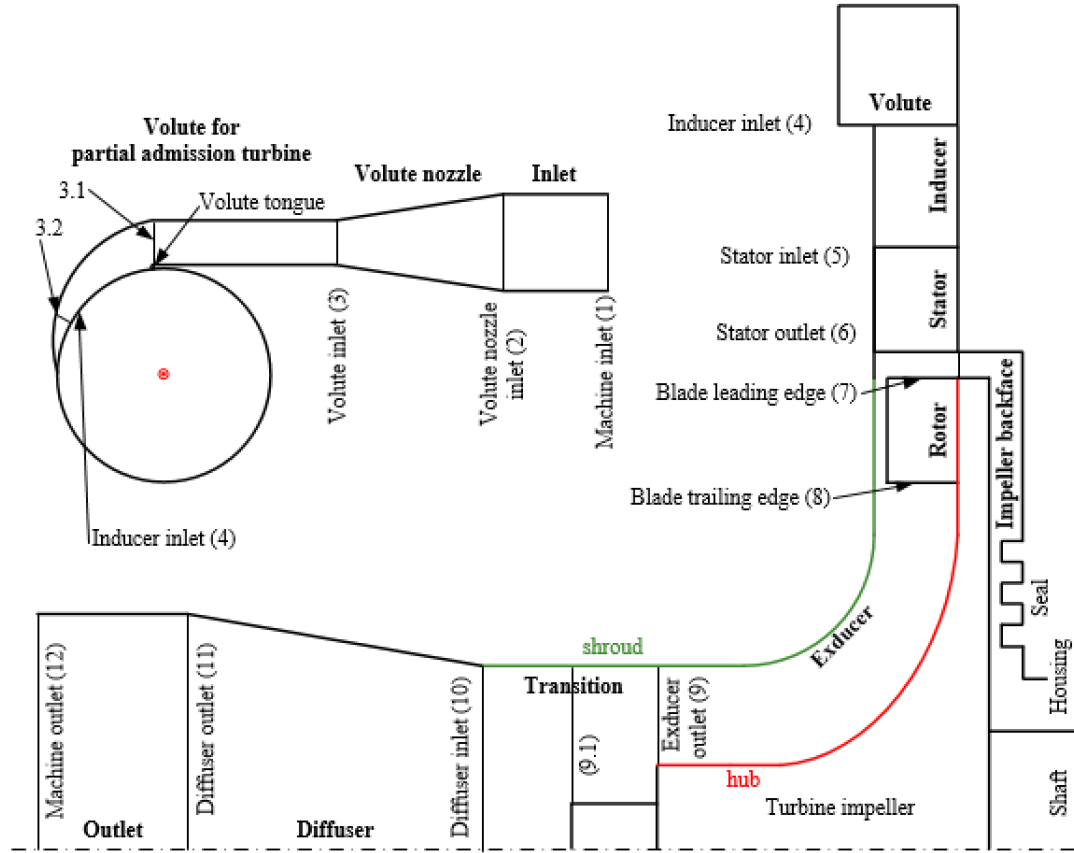 Volute
Inducer inlet (4)
Volute for
partial admission turbine
Volute nozzle
Inlet
3.1
Volute tongue
3.2
Inducer
Stator inlet (5)
Stator
Stator outlet (6)
Volute inlet (3)
Volute nozzle
inlet (2)
Machine inlet (1)
Blade leading edge (7)
Rotor
Impeller backface
Blade trailing edge (8)
Inducer inlet (4)
Seal
Housing
shroud
Exducer
Transition
Machine outlet (12)
Diffuser outlet (11)
Diffuser inlet (10)
(9.1)
Exducer
outlet (9)
hub
Turbine impeller
Shaft
Outlet
Diffuser